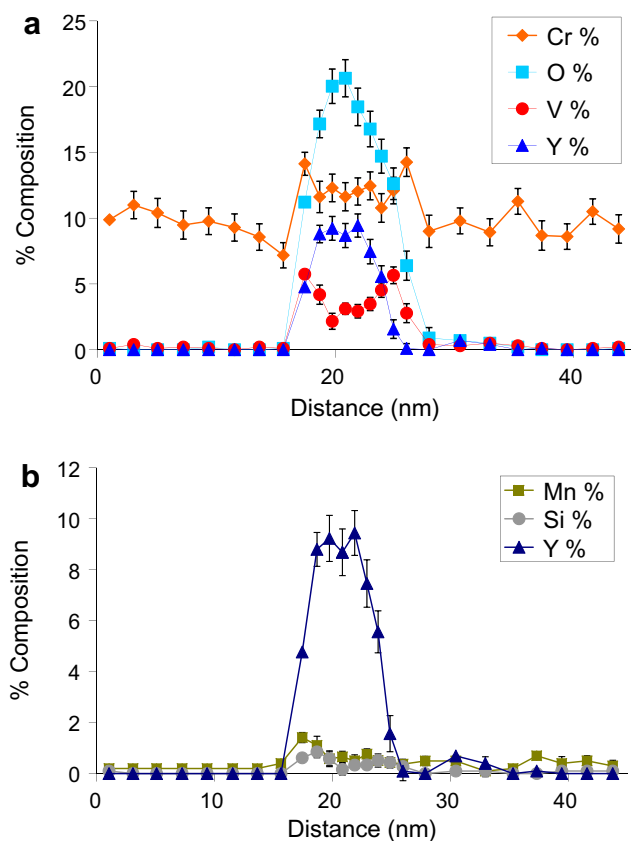 a
Cr %
O %
V %
Y %
25
20
15
10
5
0
% Composition
0
20
40
Distance (nm)
b
Mn %
Si %
Y %
12
10
8
6
4
2
0
% Composition
0
10
20
30
40
Distance (nm)